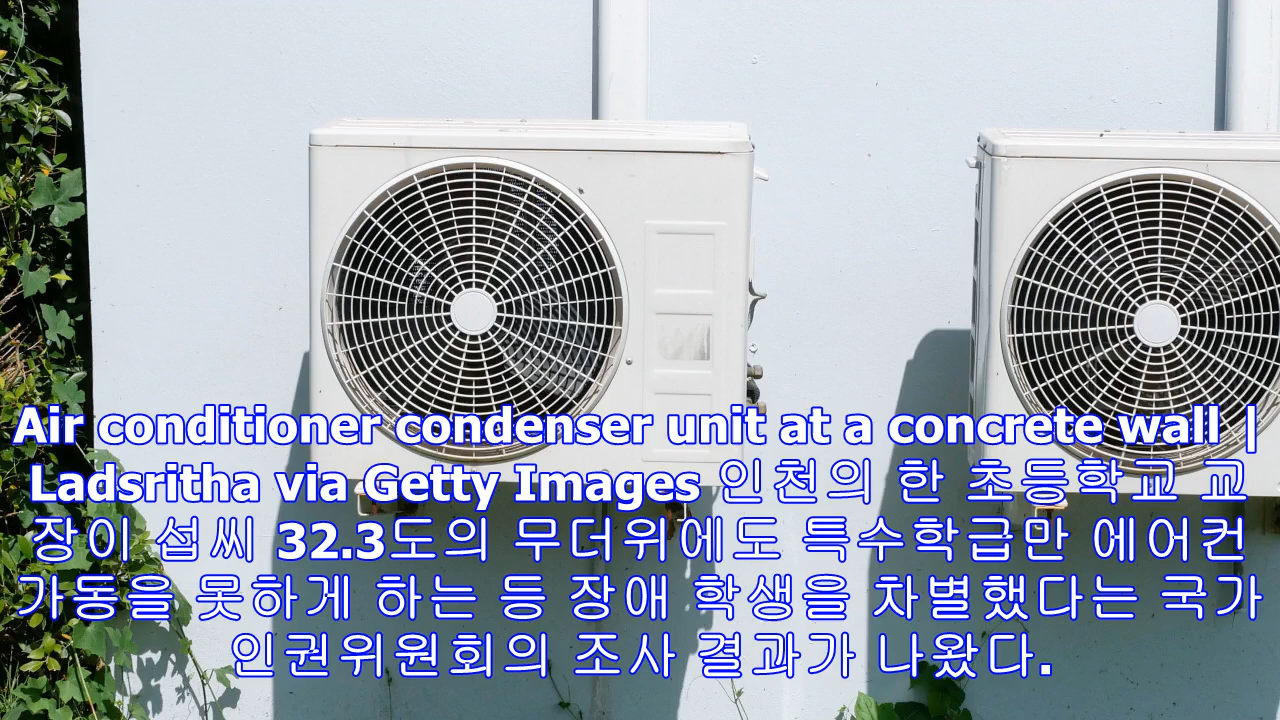 Air conditioner condenser unit at a concrete wall |
Ladsritha via Getty Images 인천의 한 초등학교 교
장이 섭씨 32.3도의 무더위에도 특수학급만 에어컨
가동을 못하게 하는 등 장애 학생을 차별했다는 국가
인권위원회의 조사 결과가 나왔다.